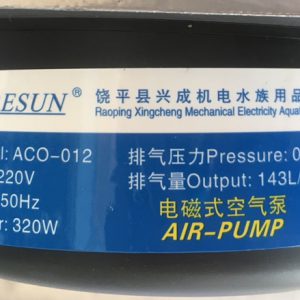 ESUN® 饶平县兴成机电水族用品
Raoping Xingcheng Mechanical Electricity Aquat
l: ACO-012 排气压力Pressure: 0
220V 排气量Output: 143L/
50Hz 电磁式空气泵
r: 320W AIR-PUMP